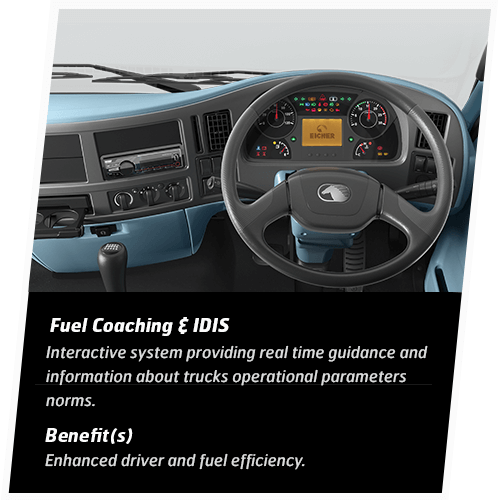 EICHER
Fuel Coaching & IDIS
Interactive system providing real time guidance and
information about trucks operational parameters
norms.
Benefit(s)
Enhanced driver and fuel efficiency.